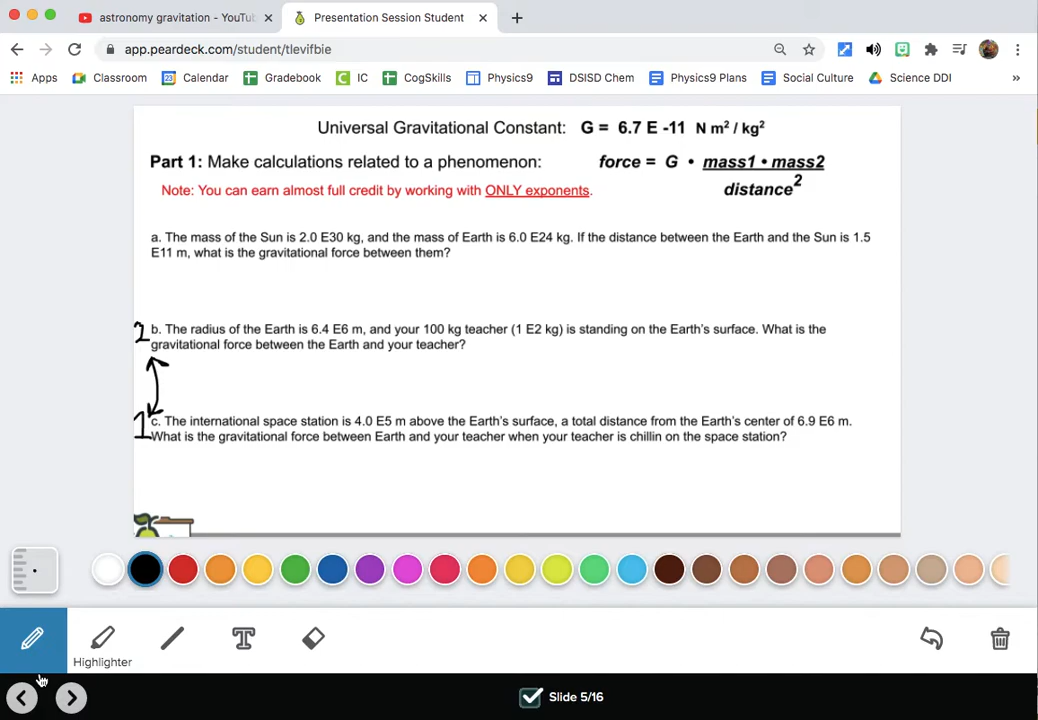 astronomy gravitation - YouTu
Presentation Session Student
app.peardeck.com/student/tlevifbie
Apps Classroom Calendar Gradebook IC CogSkills Physics9 DSISD Chem Physics9 Plans Social Culture Science DDI »
Universal Gravitational Constant: G = 6.7 E -11 N m² / kg²
Part 1: Make calculations related to a phenomenon: force = G • mass1 • mass2
distance²
Note: You can earn almost full credit by working with ONLY exponents.
a. The mass of the Sun is 2.0 E30 kg, and the mass of Earth is 6.0 E24 kg. If the distance between the Earth and the Sun is 1.5
E11 m, what is the gravitational force between them?
2 b. The radius of the Earth is 6.4 E6 m, and your 100 kg teacher (1 E2 kg) is standing on the Earth's surface. What is the
gravitational force between the Earth and your teacher?
1 c. The international space station is 4.0 E5 m above the Earth's surface, a total distance from the Earth's center of 6.9 E6 m.
What is the gravitational force between Earth and your teacher when your teacher is chillin on the space station?
Highlighter
Slide 5/16